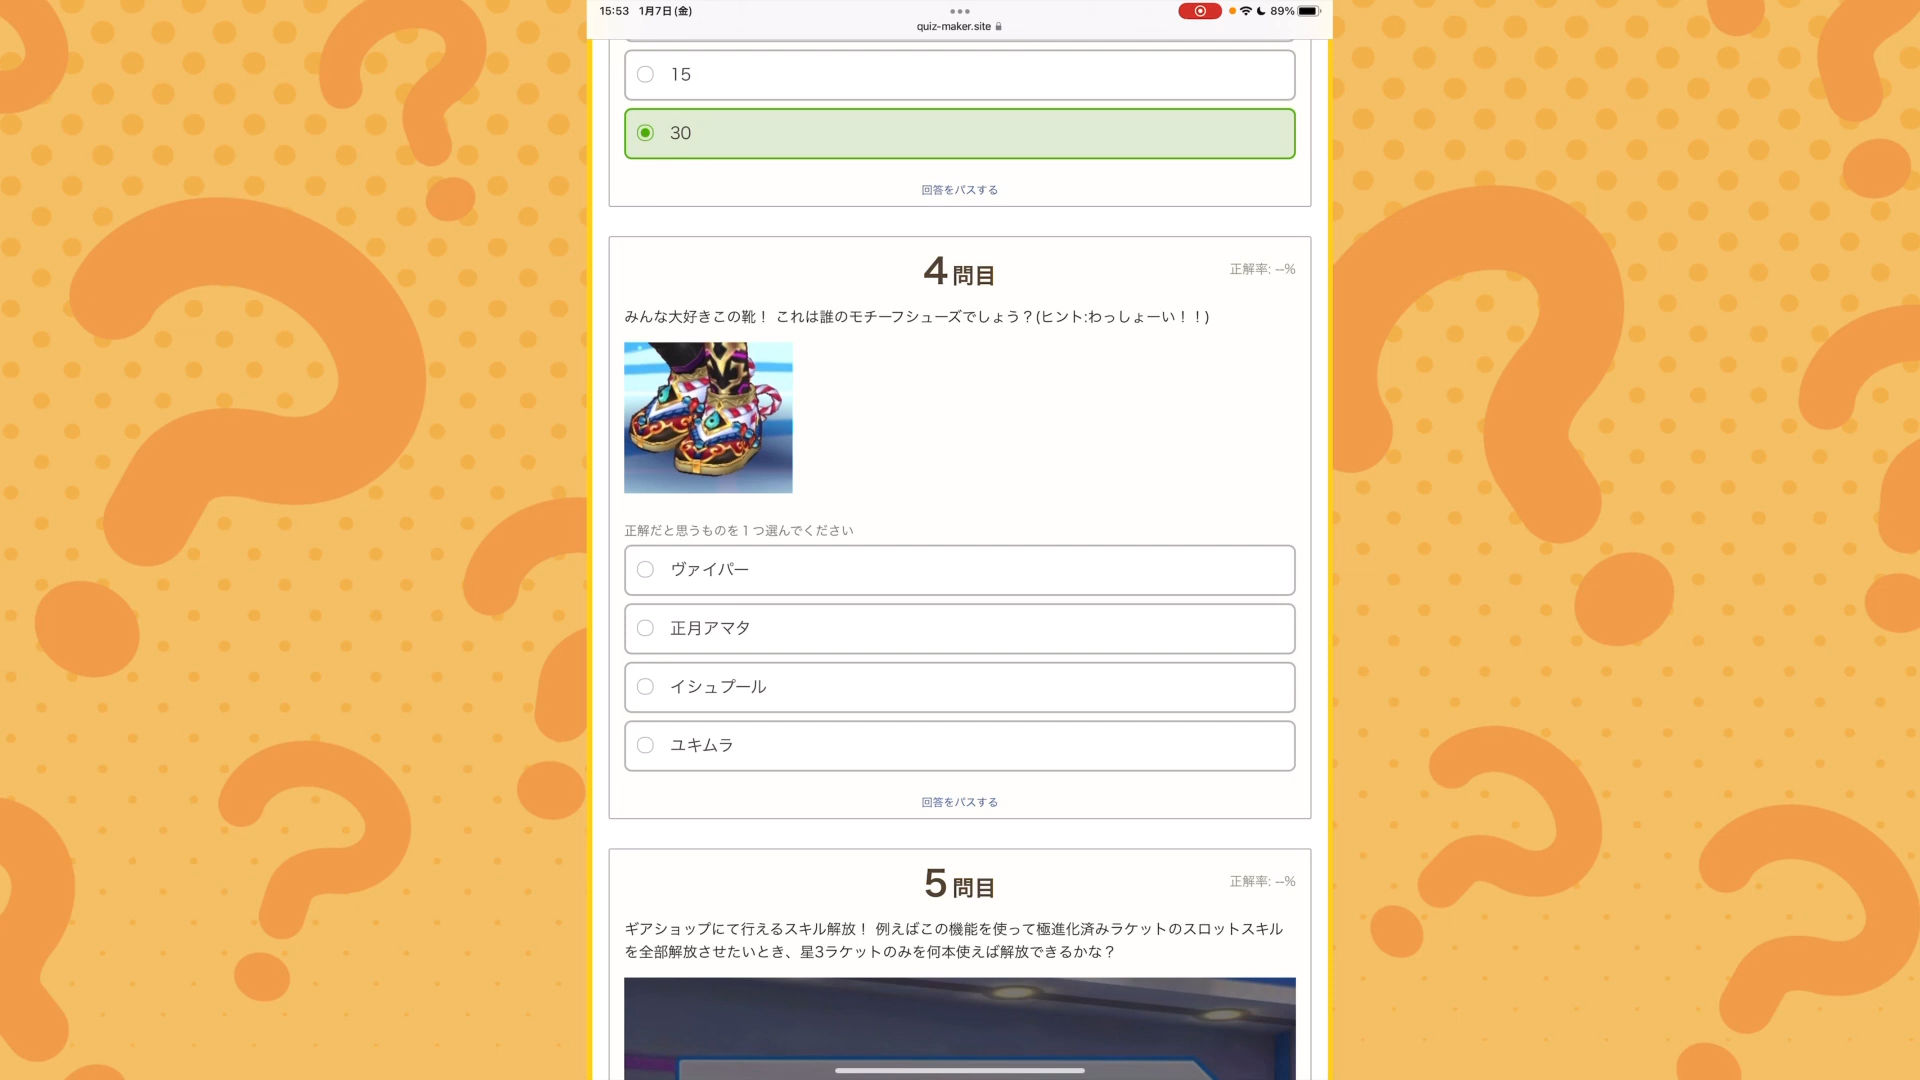 15:53 1月7日(金)
89%
quiz-maker.site
15
30
回答をパスする
4問目
正解率: --%
みんな大好きこの靴！ これは誰のモチーフシューズでしょう？(ヒント:わっしょーい！！)
正解だと思うものを１つ選んでください
ヴァイパー
正月アマタ
イシュプール
ユキムラ
回答をパスする
5問目
正解率: --%
ギアショップにて行えるスキル解放！ 例えばこの機能を使って極進化済みラケットのスロットスキル
を全部解放させたいとき、星3ラケットのみを何本使えば解放できるかな？